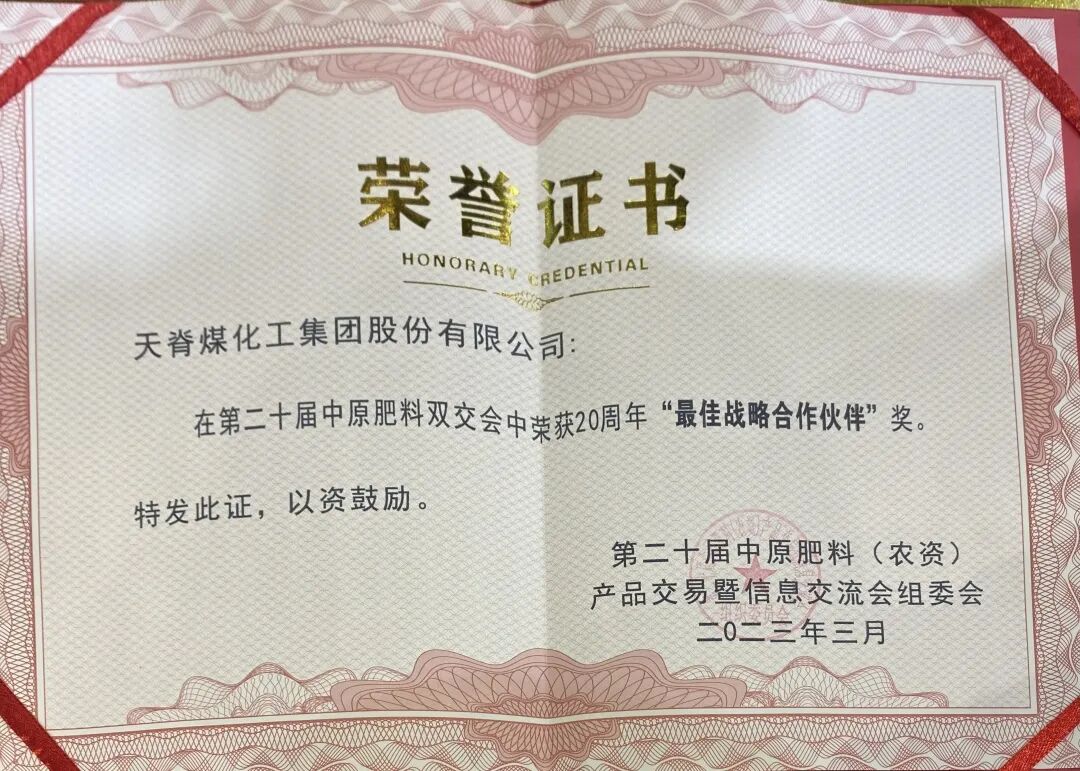 荣誉证书
HONORARY CREDENTIAL
天脊煤化工集团股份有限公司:
在第二十届中原肥料双交会中荣获20周年“最佳战略合作伙伴”奖。
特发此证，以资鼓励。
第二十届中原肥料（农资）
产品交易暨信息交流会组委会
二0二三年三月